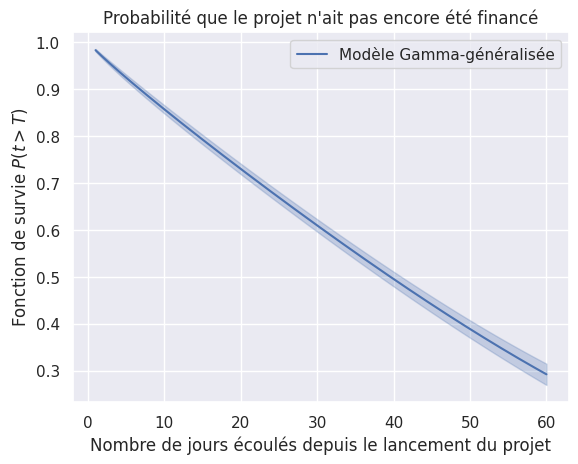 Probabilité que le projet n'ait pas encore été financé
Modèle Gamma-généralisée
Fonction de survie P(t > T)
1.0
0.9
0.8
0.7
0.6
0.5
0.4
0.3
0 10 20 30 40 50 60
Nombre de jours écoulés depuis le lancement du projet